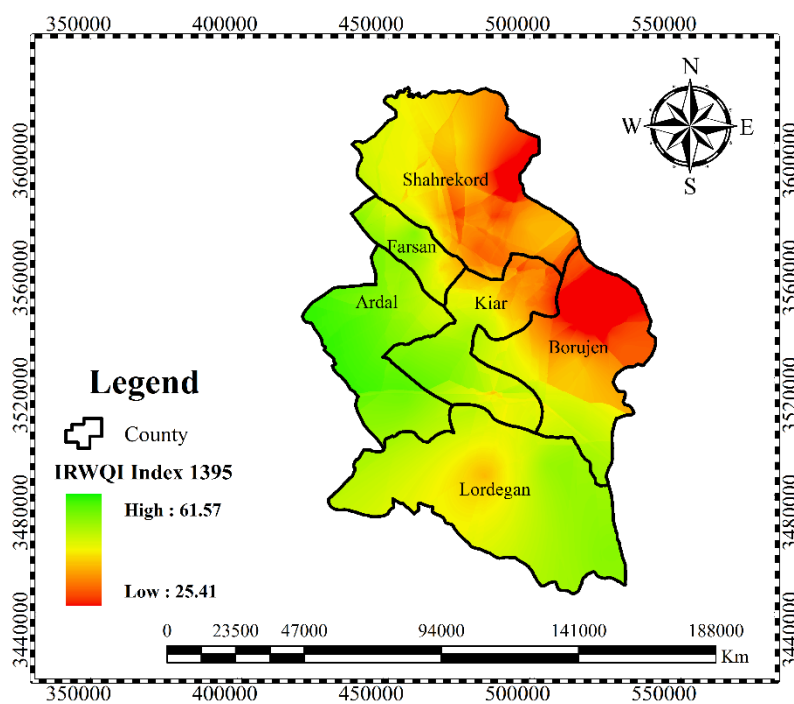 350000 400000 450000 500000 550000
N
W E
S
3600000 3600000
Shahrekord
Farsan
3560000 3560000
Ardal Kiar
Borujen
Legend
3520000 3520000
County
IRWQI Index 1395
High : 61.57
Lordegan
3480000 3480000
Low : 25.41
0 23500 47000 94000 141000 188000
Km
3440000 3440000
350000 400000 450000 500000 550000